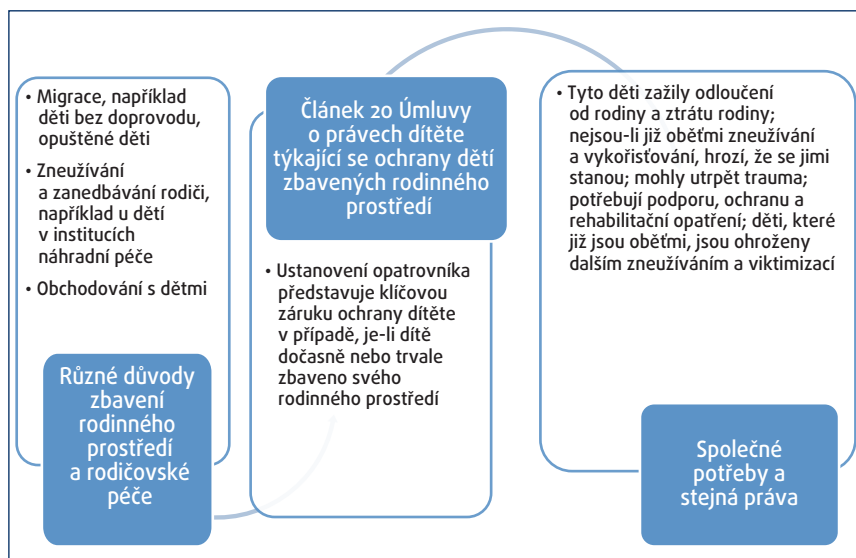 • Migrace, například
děti bez doprovodu,
opuštěné děti
• Zneužívání
a zanedbávání rodiči,
například u dětí
v institucích
náhradní péče
• Obchodování s dětmi
Různé důvody
zbavení
rodinného
prostředí
a rodičovské
péče
Článek 20 Úmluvy
o právech dítěte
týkající se ochrany dětí
zbavených rodinného
prostředí
• Ustanovení opatrovníka
představuje klíčovou
záruku ochrany dítěte
v případě, je-li dítě
dočasně nebo trvale
zbaveno svého
rodinného prostředí
• Tyto děti zažily odloučení
od rodiny a ztrátu rodiny;
nejsou-li již oběťmi zneužívání
a vykořisťování, hrozí, že se jimi
stanou; mohly utrpět trauma;
potřebují podporu, ochranu a
rehabilitační opatření; děti, které
již jsou oběťmi, jsou ohroženy
dalším zneužíváním a viktimizací
Společné
potřeby a
stejná práva